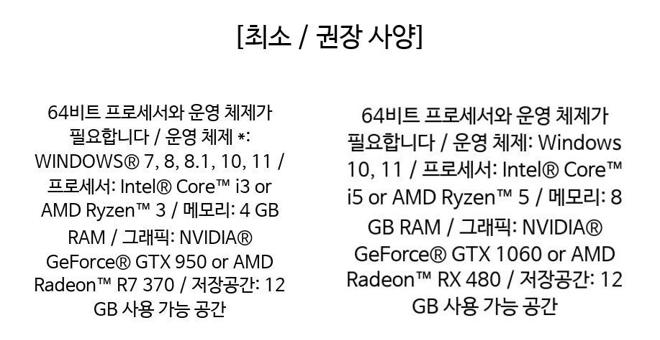 [최소 / 권장 사양]
64비트 프로세서와 운영 체제가
필요합니다 / 운영 체제 *:
WINDOWS® 7, 8, 8.1, 10, 11 /
프로세서: Intel® Core™ i3 or
AMD Ryzen™ 3 / 메모리: 4 GB
RAM / 그래픽: NVIDIA®
GeForce® GTX 950 or AMD
Radeon™ R7 370 / 저장공간: 12
GB 사용 가능 공간
64비트 프로세서와 운영 체제가
필요합니다 / 운영 체제: Windows
10, 11 / 프로세서: Intel® Core™
i5 or AMD Ryzen™ 5 / 메모리: 8
GB RAM / 그래픽: NVIDIA®
GeForce® GTX 1060 or AMD
Radeon™ RX 480 / 저장공간: 12
GB 사용 가능 공간